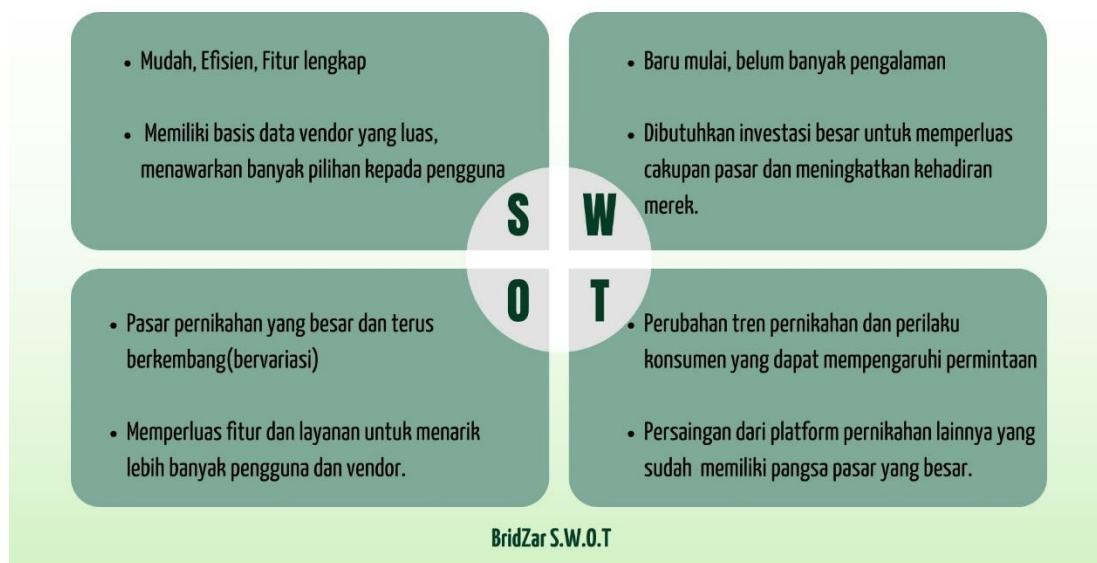 • Mudah, Efisien, Fitur lengkap
• Memiliki basis data vendor yang luas,
menawarkan banyak pilihan kepada pengguna
• Baru mulai, belum banyak pengalaman
• Dibutuhkan investasi besar untuk memperluas
cakupan pasar dan meningkatkan kehadiran
merek.
S W
O T
• Pasar pernikahan yang besar dan terus
berkembang(bervariasi)
• Memperluas fitur dan layanan untuk menarik
lebih banyak pengguna dan vendor.
• Perubahan tren pernikahan dan perilaku
konsumen yang dapat mempengaruhi permintaan
• Persaingan dari platform pernikahan lainnya yang
sudah memiliki pangsa pasar yang besar.
BridZar S.W.O.T